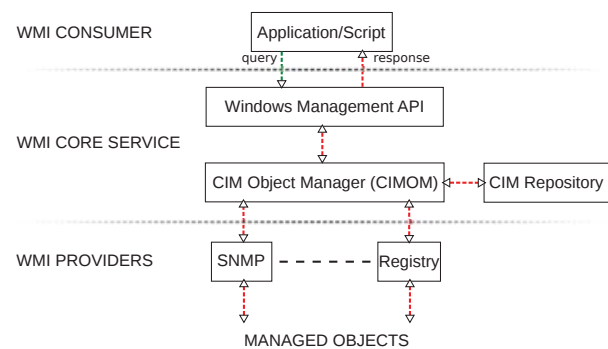 WMI CONSUMER
Application/Script
query
response
Windows Management API
WMI CORE SERVICE
CIM Object Manager (CIMOM)
CIM Repository
WMI PROVIDERS
SNMP
Registry
MANAGED OBJECTS